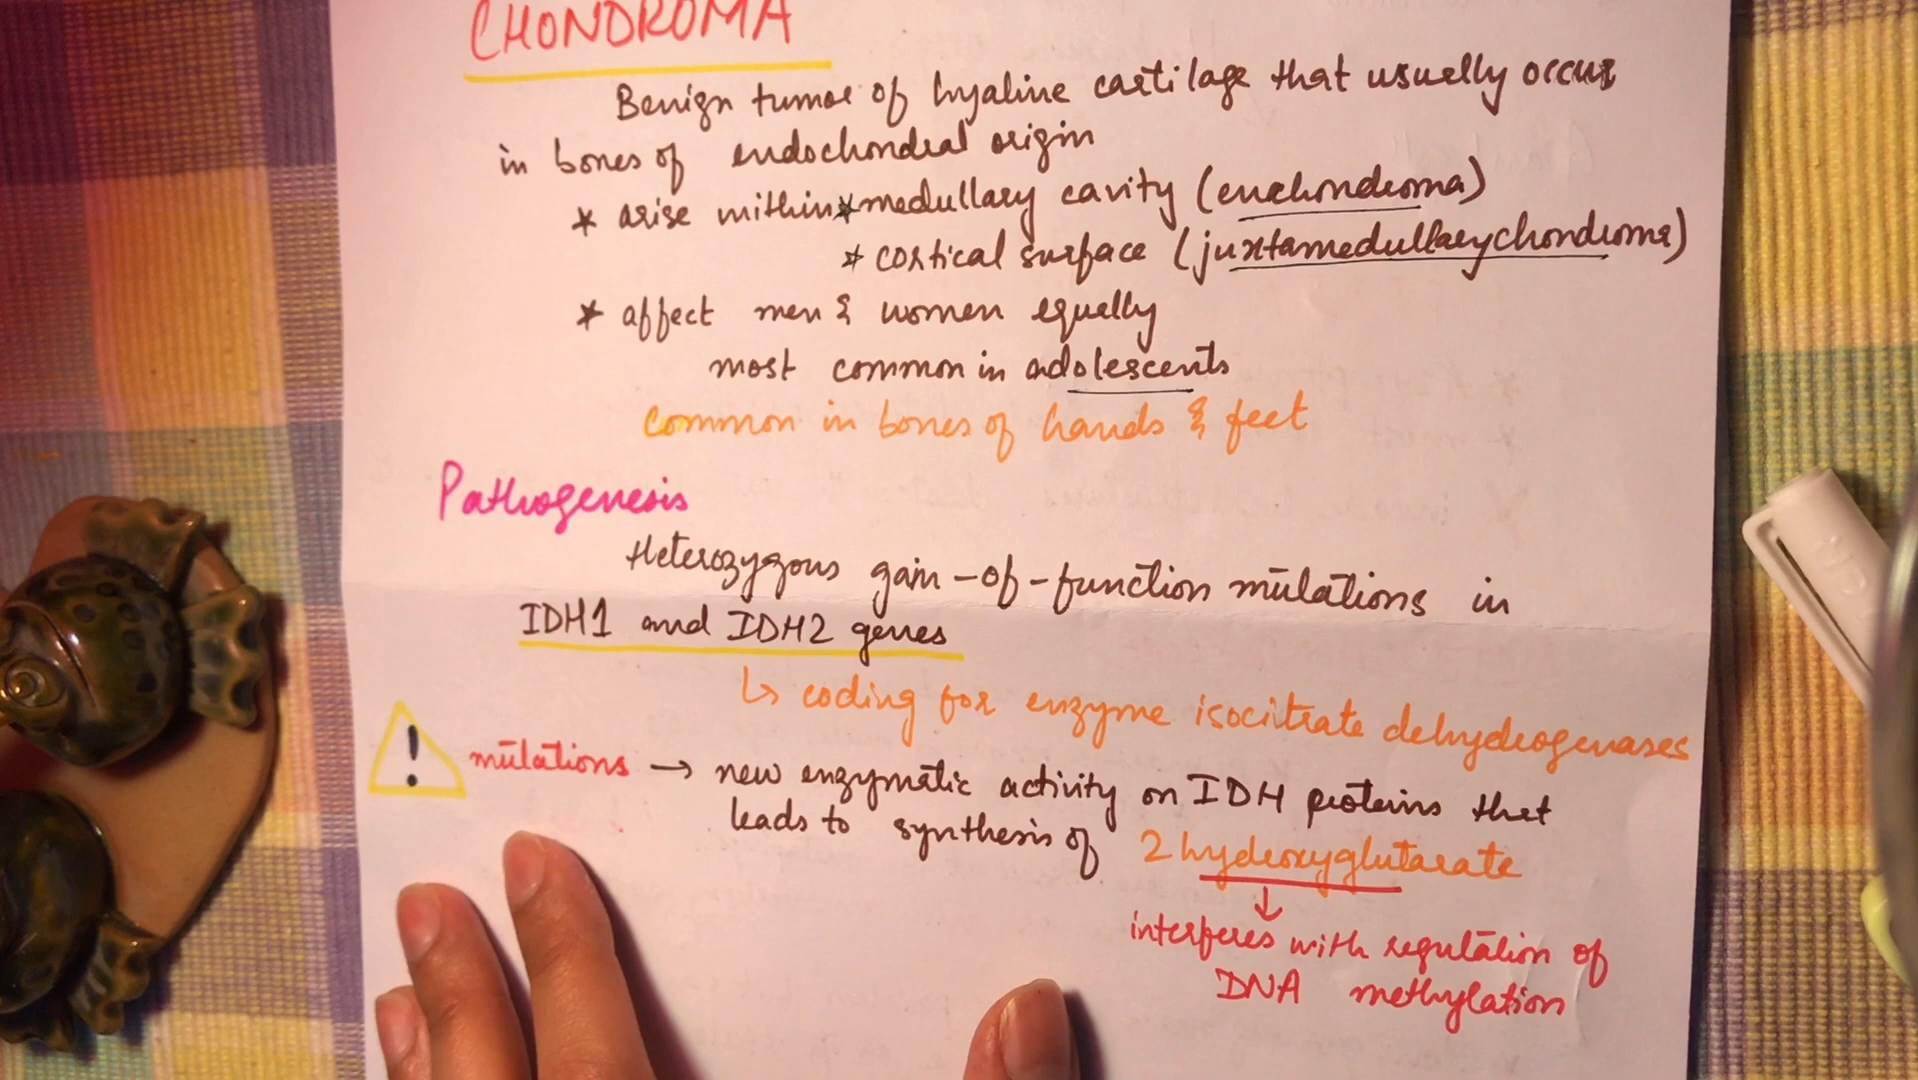 CHONDROMA
Benign tumor of hyaline cartilage that usually occurs
in bones of endochondral origin
* arise within * medullary cavity (enchondroma)
* cortical surface (juxtamedullarychondroma)
* affect men & women equally
most common in adolescents
Common in bones of hands & feet
Pathogenesis
Heterozygous gain-of-function mutations in
IDH1 and IDH2 genes
↳ coding for enzyme isocitrate dehydrogenases
! mutations → new enzymatic activity on IDH proteins that
leads to synthesis of 2 hydroxyglutarate
↓
interferes with regulation of
DNA methylation